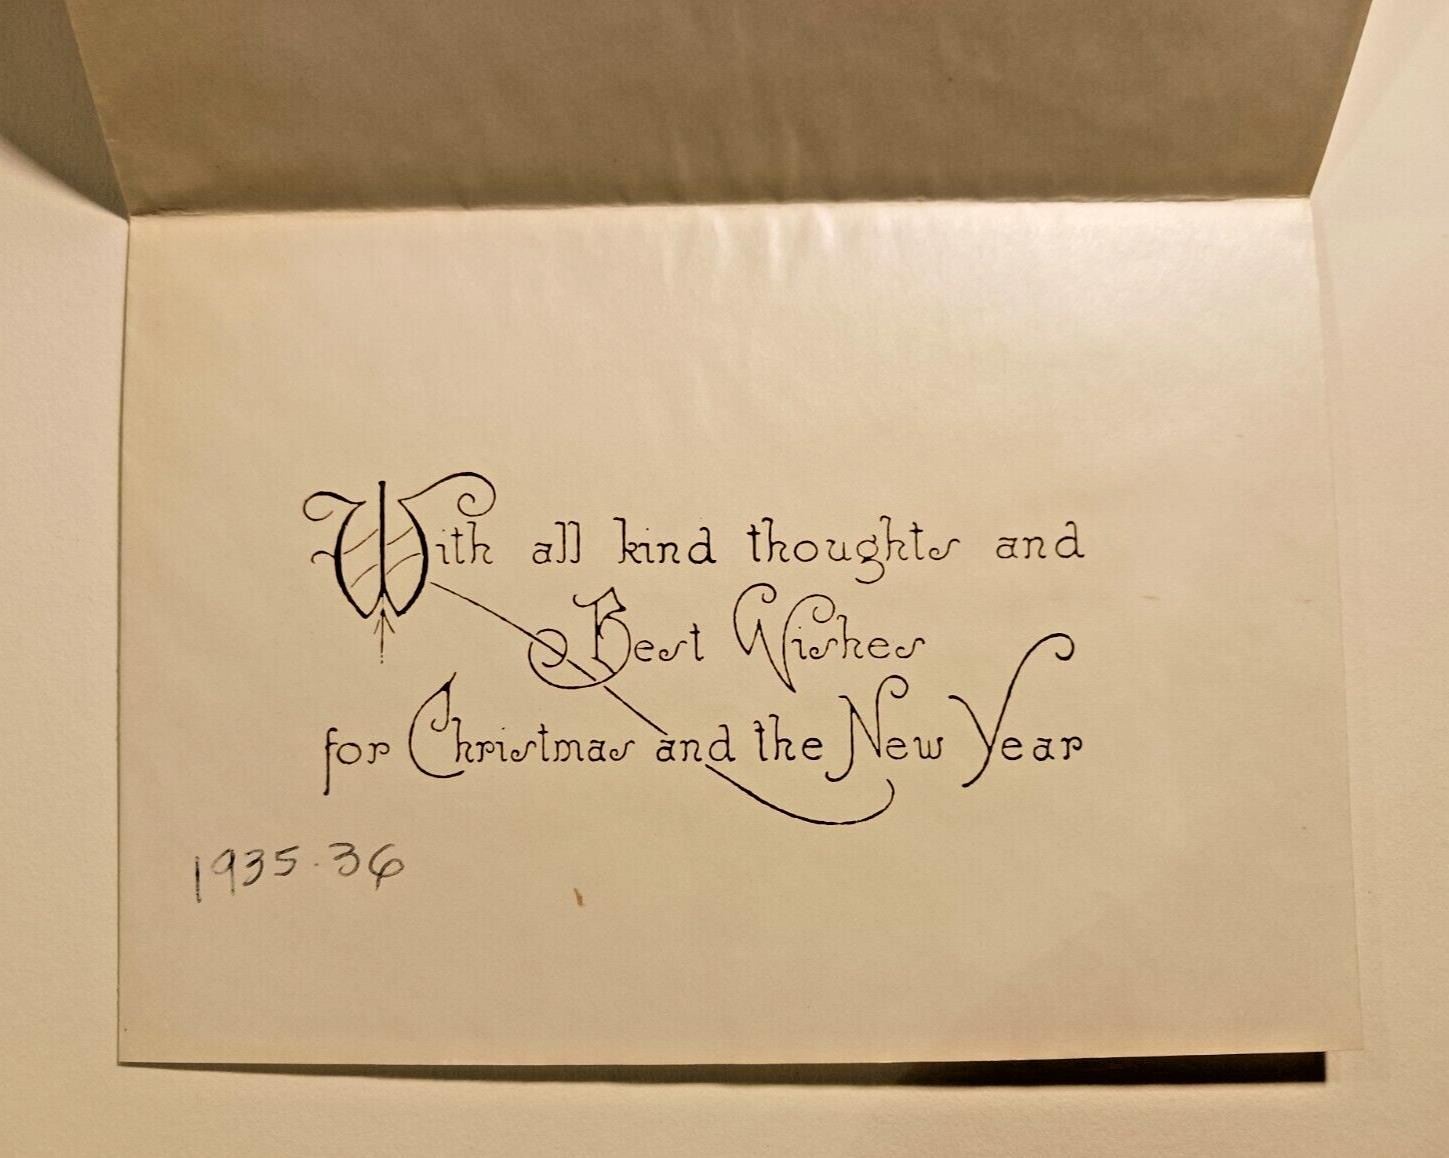 With all kind thoughts and
Best Wishes
for Christmas and the New Year
1935.36